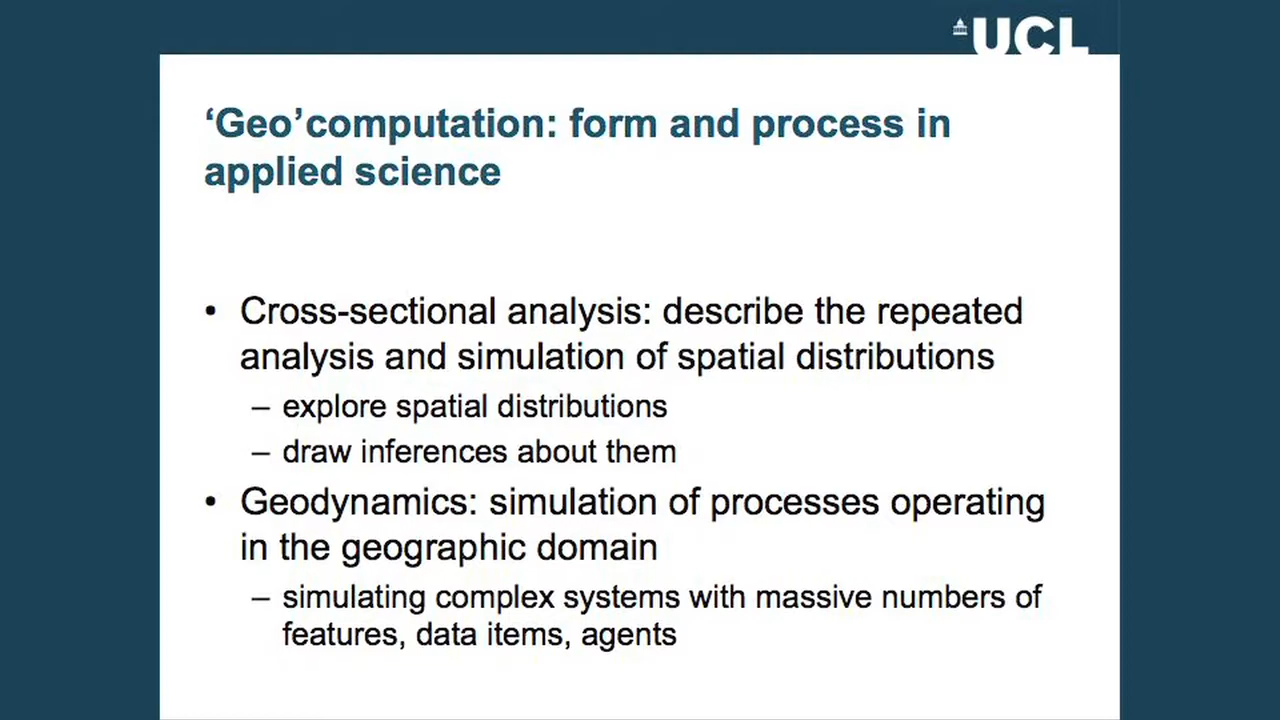 UCL
‘Geo’computation: form and process in
applied science
• Cross-sectional analysis: describe the repeated
analysis and simulation of spatial distributions
– explore spatial distributions
– draw inferences about them
• Geodynamics: simulation of processes operating
in the geographic domain
– simulating complex systems with massive numbers of
features, data items, agents